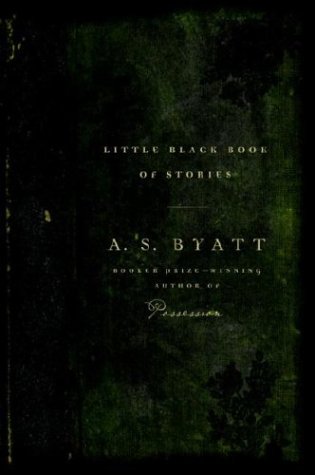 LITTLE BLACK BOOK
OF STORIES
A. S. BYATT
BOOKER PRIZE–WINNING
AUTHOR OF
Possession